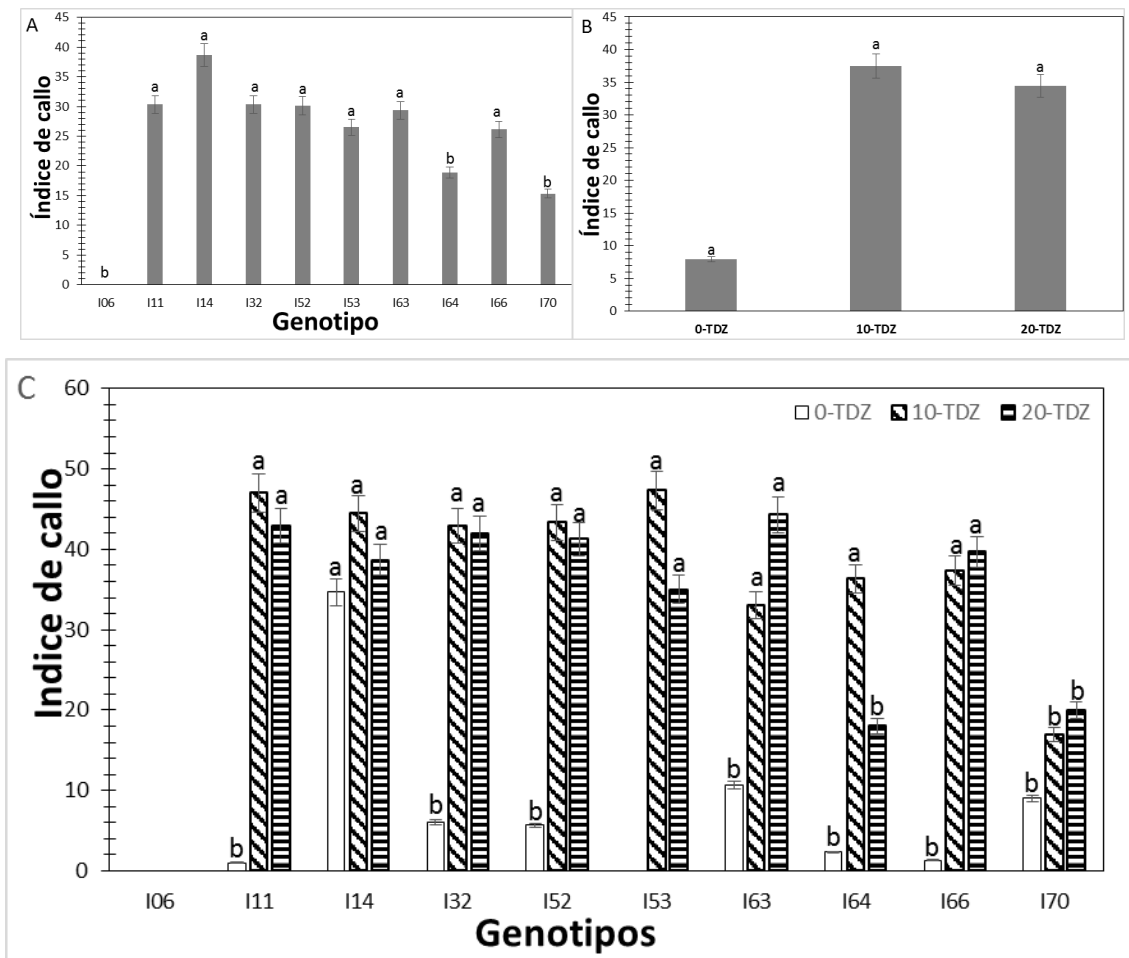 A
Índice de callo
45
40
35
30
25
20
15
10
5
0
b
a
a
a
a
a
a
b
a
b
I06 I11 I14 I32 I52 I53 I63 I64 I66 I70
Genotipo
B
Índice de callo
45
40
35
30
25
20
15
10
5
0
a
a
a
0-TDZ 10-TDZ 20-TDZ
C
Indice de callo
60
50
40
30
20
10
0
0-TDZ 10-TDZ 20-TDZ
b a a
a a a
b a a
b a a
a a
b a a
b a b
b a a
b b b
I06 I11 I14 I32 I52 I53 I63 I64 I66 I70
Genotipos